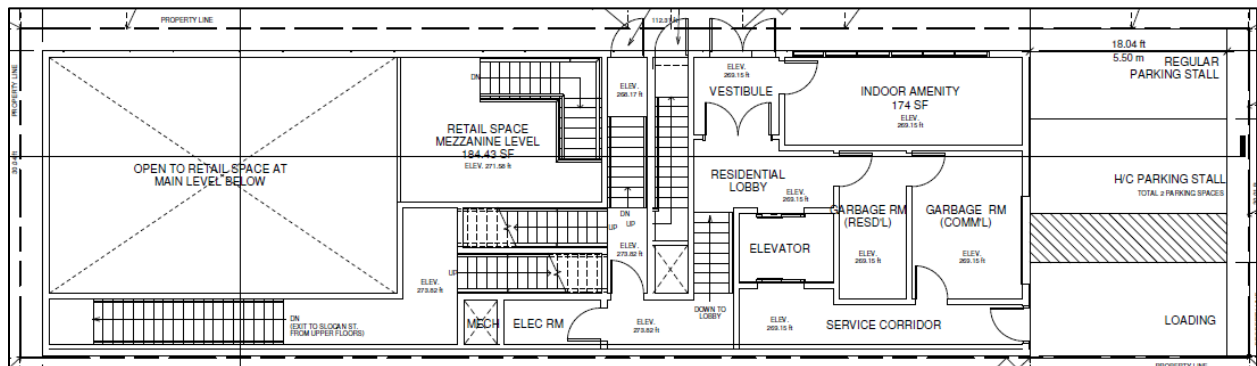 PROPERTY LINE
112.31 ft
PROPERTY LINE
18.04 ft
5.50 m
REGULAR
PARKING STALL
DN
ELEV.
268.17 ft
ELEV.
269.15 ft
VESTIBULE
INDOOR AMENITY
174 SF
ELEV.
269.15 ft
RETAIL SPACE
MEZZANINE LEVEL
184.43 SF
ELEV. 271.58 ft
OPEN TO RETAIL SPACE AT
MAIN LEVEL BELOW
RESIDENTIAL
LOBBY
ELEV.
269.15 ft
H/C PARKING STALL
TOTAL 2 PARKING SPACES
GARBAGE RM
(RESD'L)
ELEV.
269.15 ft
GARBAGE RM
(COMM'L)
ELEV.
269.15 ft
DN
UP
UP
ELEV.
273.82 ft
ELEVATOR
UP
ELEV.
273.82 ft
DN
(EXIT TO SLOCAN ST.
FROM UPPER FLOORS)
MECH
ELEC RM
ELEV.
273.82 ft
DOWN TO
LOBBY
ELEV.
269.15 ft
SERVICE CORRIDOR
LOADING
PROPERTY LINE